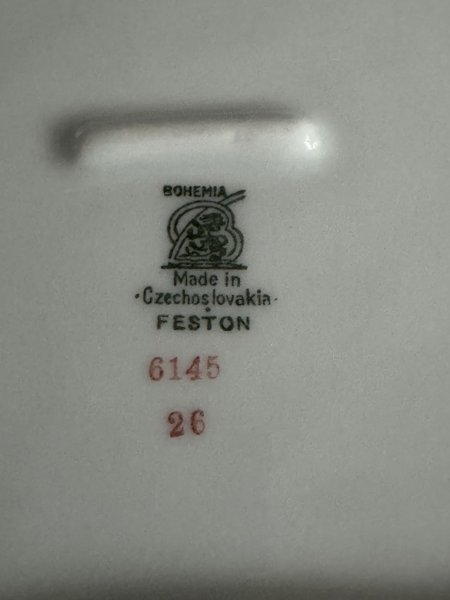 BOHEMIA
Made in
·Czechoslovakia·
FESTON
6145
26